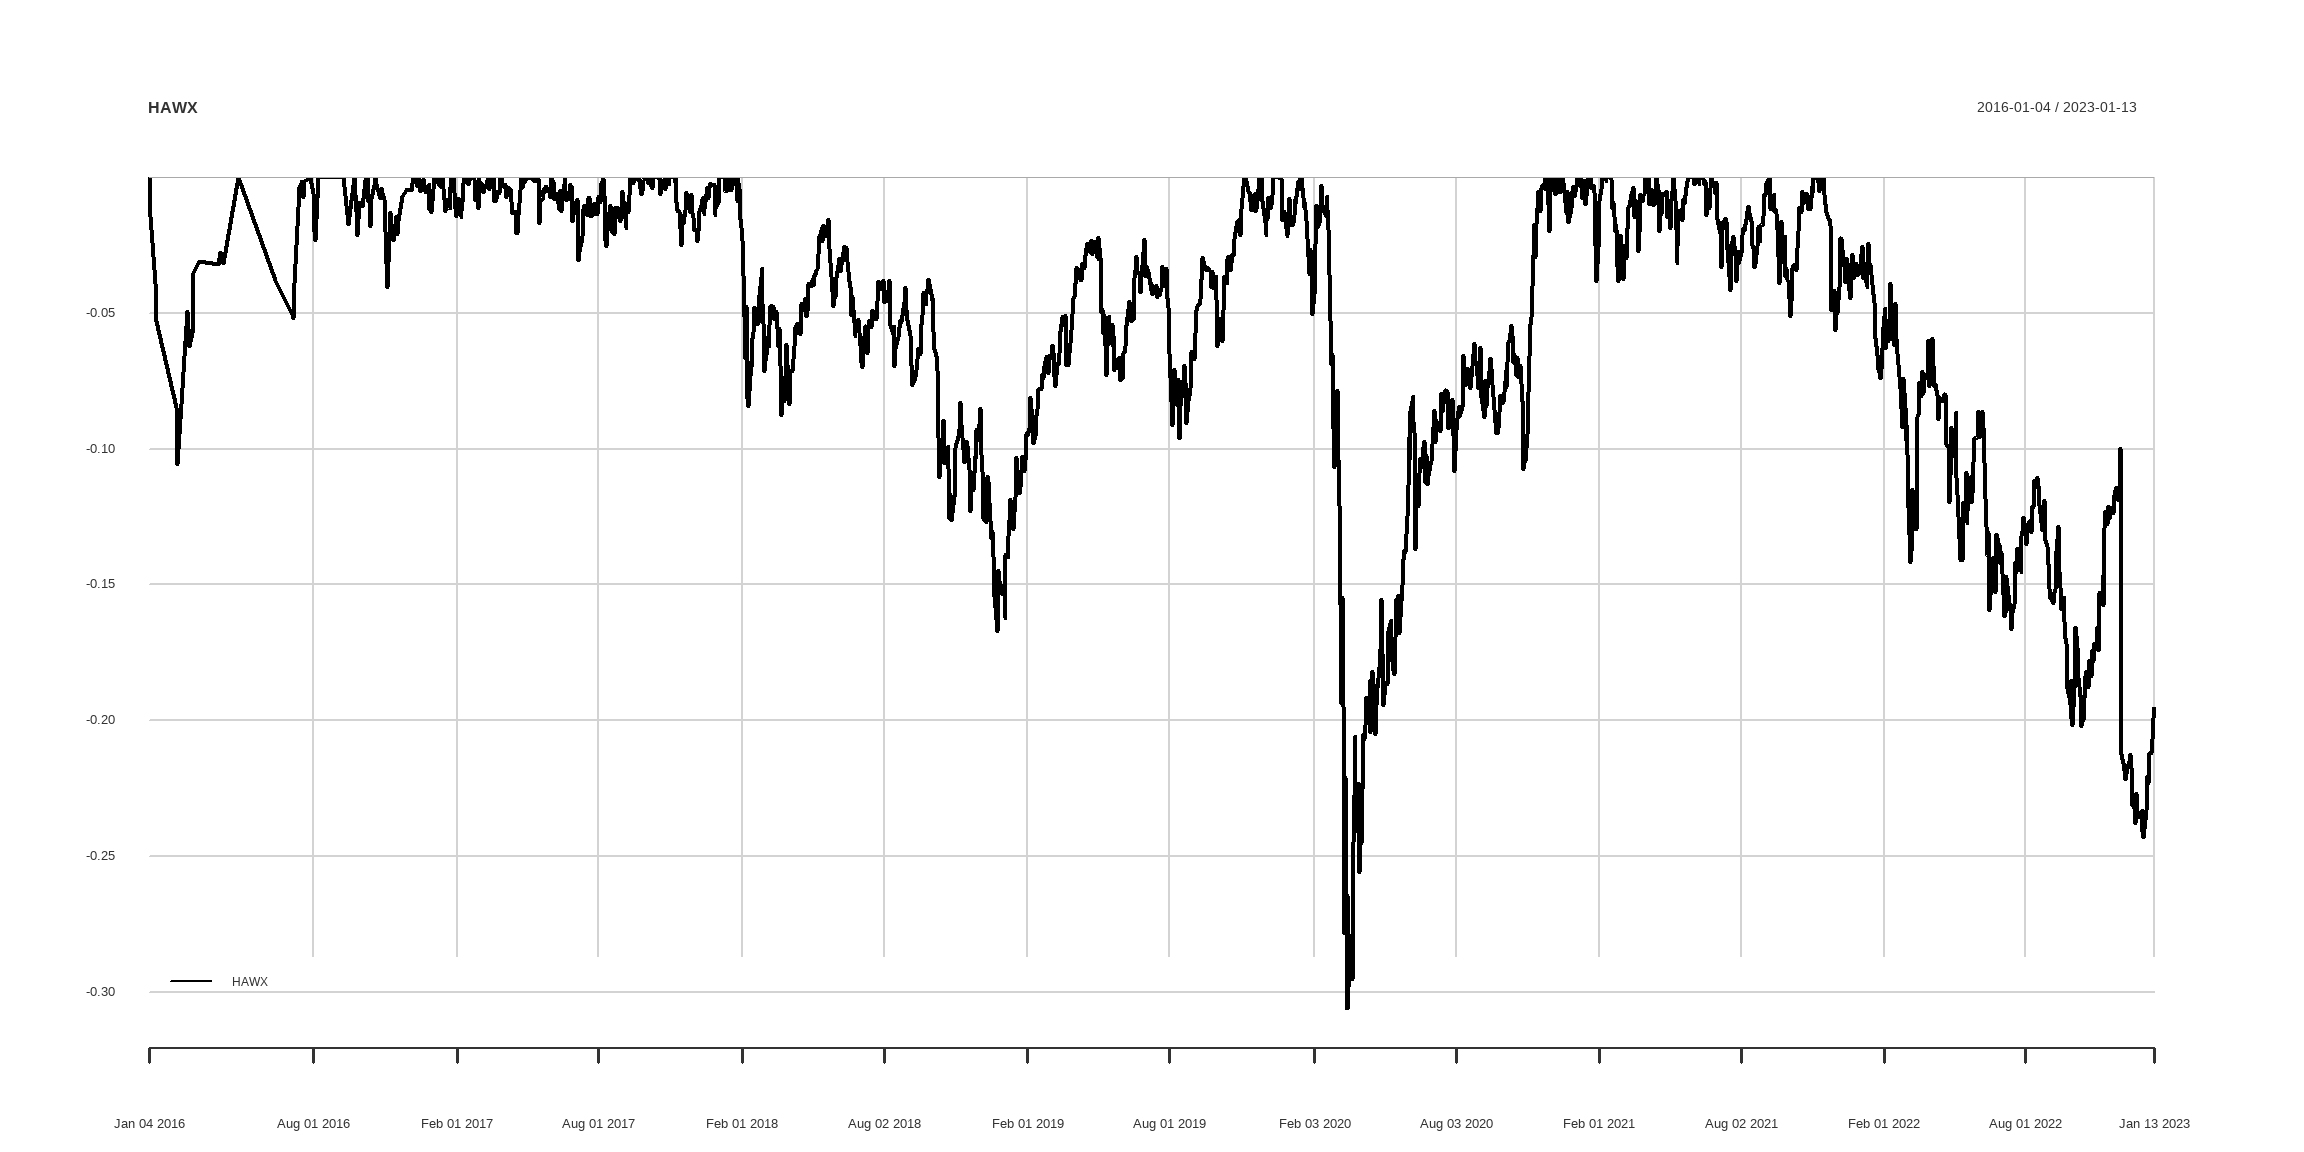 HAWX
2016-01-04 / 2023-01-13
-0.05
-0.10
-0.15
-0.20
-0.25
-0.30
HAWX
Jan 04 2016
Aug 01 2016
Feb 01 2017
Aug 01 2017
Feb 01 2018
Aug 02 2018
Feb 01 2019
Aug 01 2019
Feb 03 2020
Aug 03 2020
Feb 01 2021
Aug 02 2021
Feb 01 2022
Aug 01 2022
Jan 13 2023